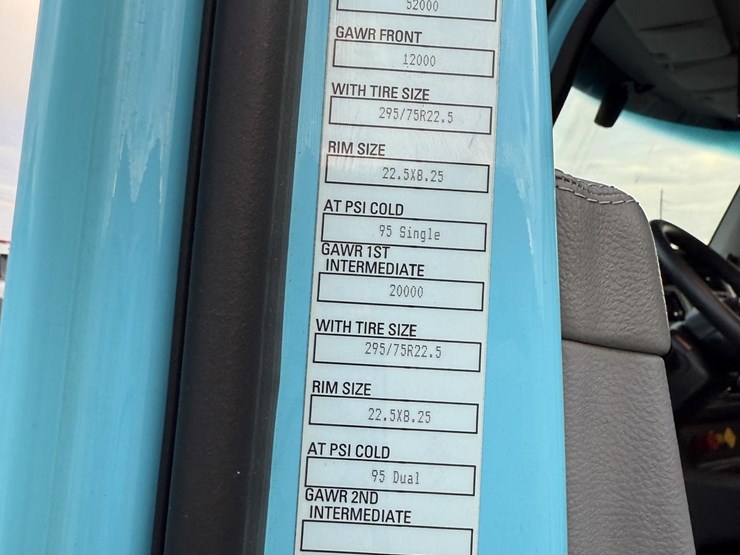 52000
GAWR FRONT
12000
WITH TIRE SIZE
295/75R22.5
RIM SIZE
22.5X8.25
AT PSI COLD
95 Single
GAWR 1ST
INTERMEDIATE
20000
WITH TIRE SIZE
295/75R22.5
RIM SIZE
22.5X8.25
AT PSI COLD
95 Dual
GAWR 2ND
INTERMEDIATE